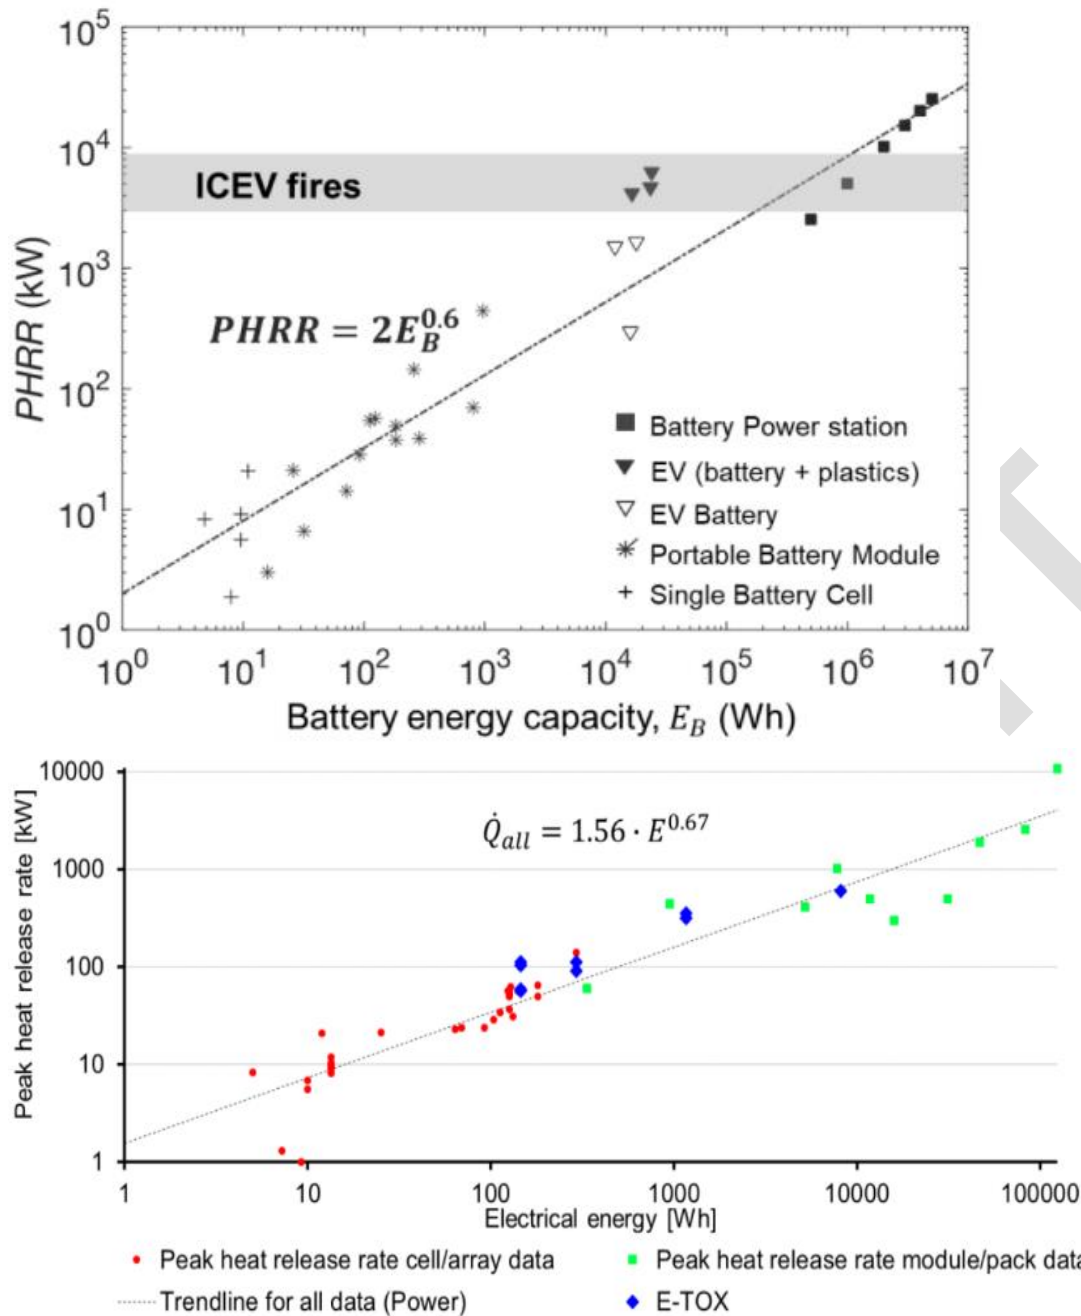 10^5
10^4
ICEV fires
10^3
PHRR = 2E_B^0.6
10^2
Battery Power station
EV (battery + plastics)
10^1
EV Battery
Portable Battery Module
Single Battery Cell
10^0
PHRR (kW)
10^0 10^1 10^2 10^3 10^4 10^5 10^6 10^7
Battery energy capacity, E_B (Wh)
10000
Q̇_all = 1.56 · E^0.67
1000
100
10
1
Peak heat release rate [kW]
1 10 100 1000 10000 100000
Electrical energy [Wh]
Peak heat release rate cell/array data Peak heat release rate module/pack data
Trendline for all data (Power) E-TOX